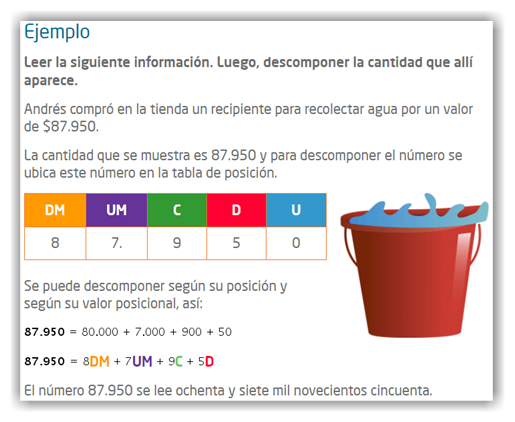 Ejemplo
Leer la siguiente información. Luego, descomponer la cantidad que allí
aparece.
Andrés compró en la tienda un recipiente para recolectar agua por un valor
de $87.950.
La cantidad que se muestra es 87.950 y para descomponer el número se
ubica este número en la tabla de posición.
DM UM C D U
8 7. 9 5 0
Se puede descomponer según su posición y
según su valor posicional, así:
87.950 = 80.000 + 7.000 + 900 + 50
87.950 = 8DM + 7UM + 9C + 5D
El número 87.950 se lee ochenta y siete mil novecientos cincuenta.